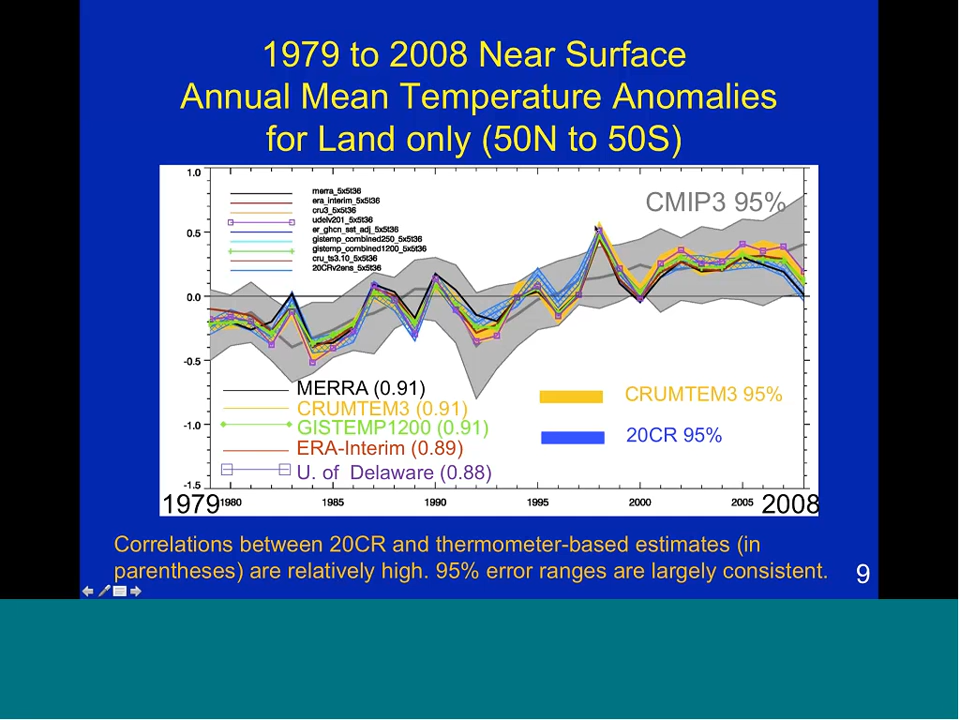 1979 to 2008 Near Surface
Annual Mean Temperature Anomalies
for Land only (50N to 50S)
1.0
0.5
0.0
-0.5
-1.0
-1.5
merra_5x5t36
era_interim_5x5t36
cru3_5x5t36
udelv201_5x5t36
er_ghcn_sst_adj_5x5t36
gistemp_combined250_5x5t36
gistemp_combined1200_5x5t36
cru_ts3.10_5x5t36
20CRv2ens_5x5t36
CMIP3 95%
MERRA (0.91)
CRUMTEM3 (0.91)
GISTEMP1200 (0.91)
ERA-Interim (0.89)
U. of Delaware (0.88)
CRUMTEM3 95%
20CR 95%
1979 1980 1985 1990 1995 2000 2005 2008
Correlations between 20CR and thermometer-based estimates (in
parentheses) are relatively high. 95% error ranges are largely consistent.
9